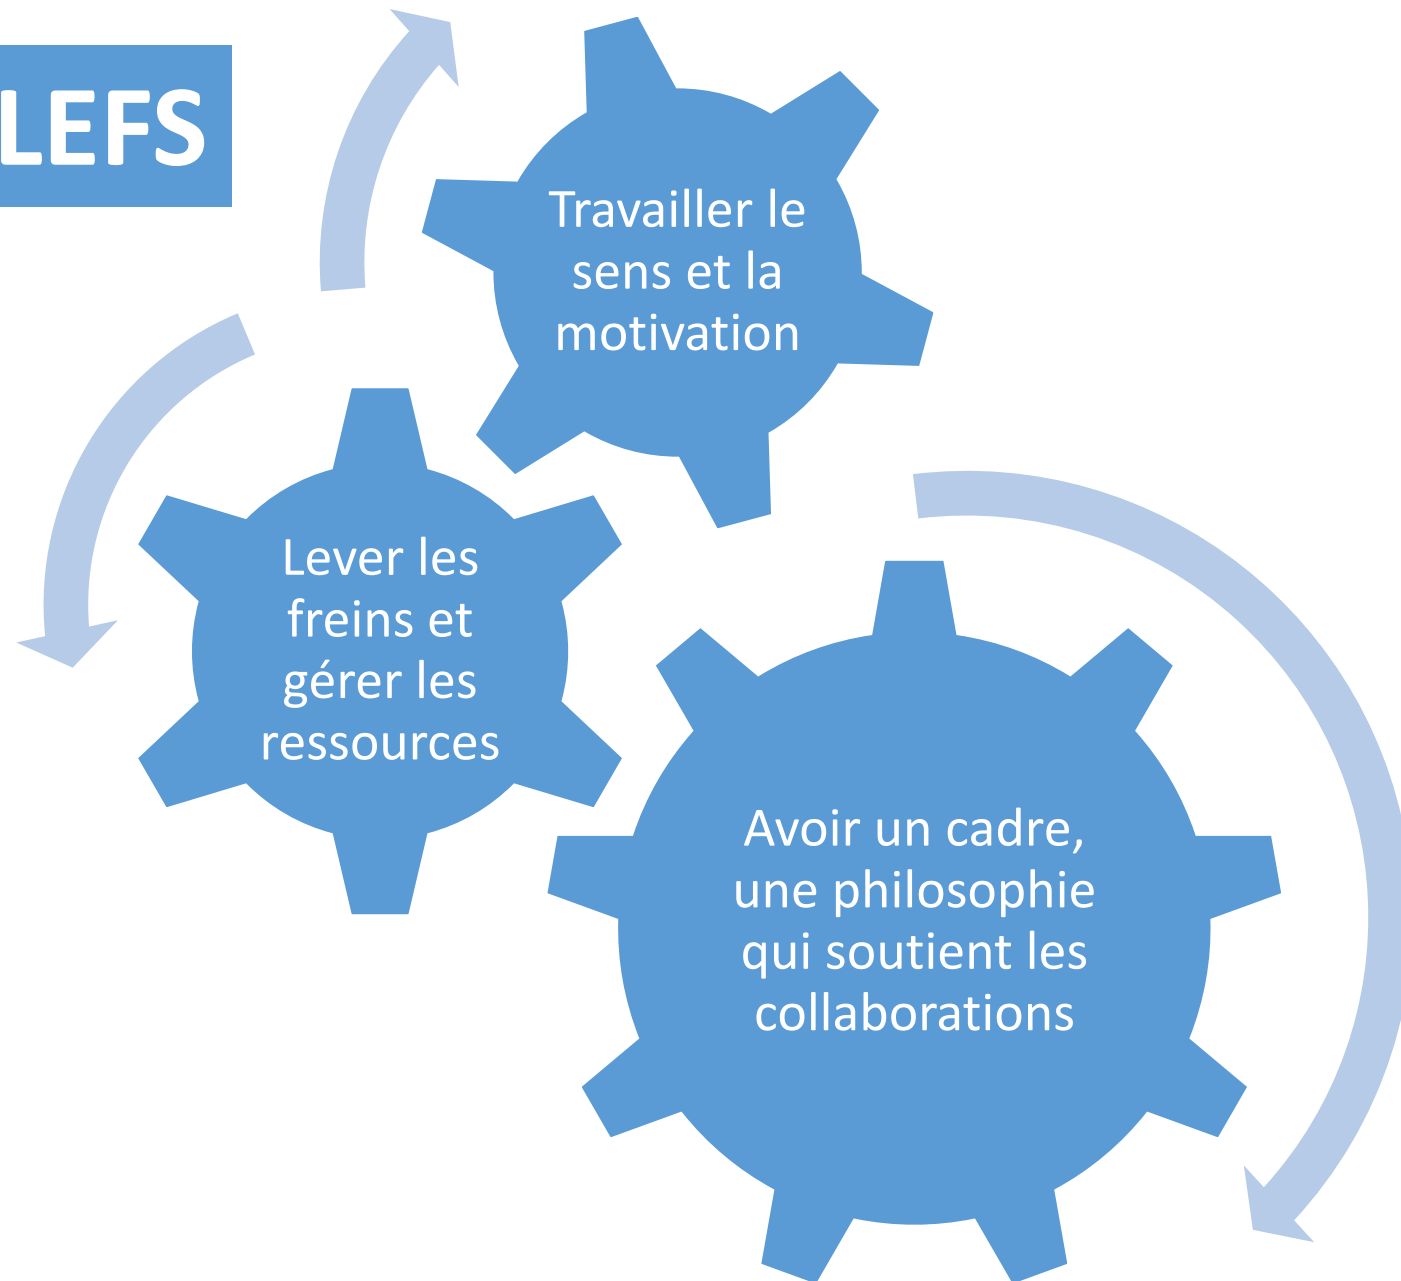 LEFS
Travailler le
sens et la
motivation
Lever les
freins et
gérer les
ressources
Avoir un cadre,
une philosophie
qui soutient les
collaborations